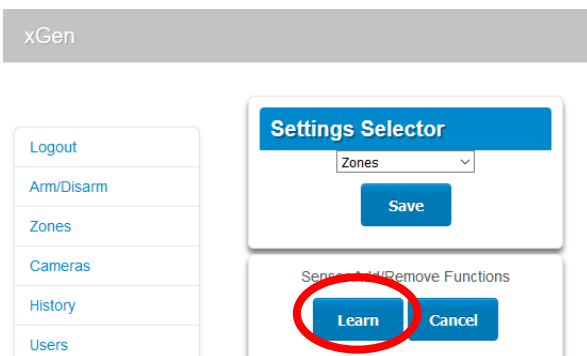 xGen
Logout
Arm/Disarm
Zones
Cameras
History
Users
Settings Selector
Zones
Save
Sensor Add/Remove Functions
Learn Cancel